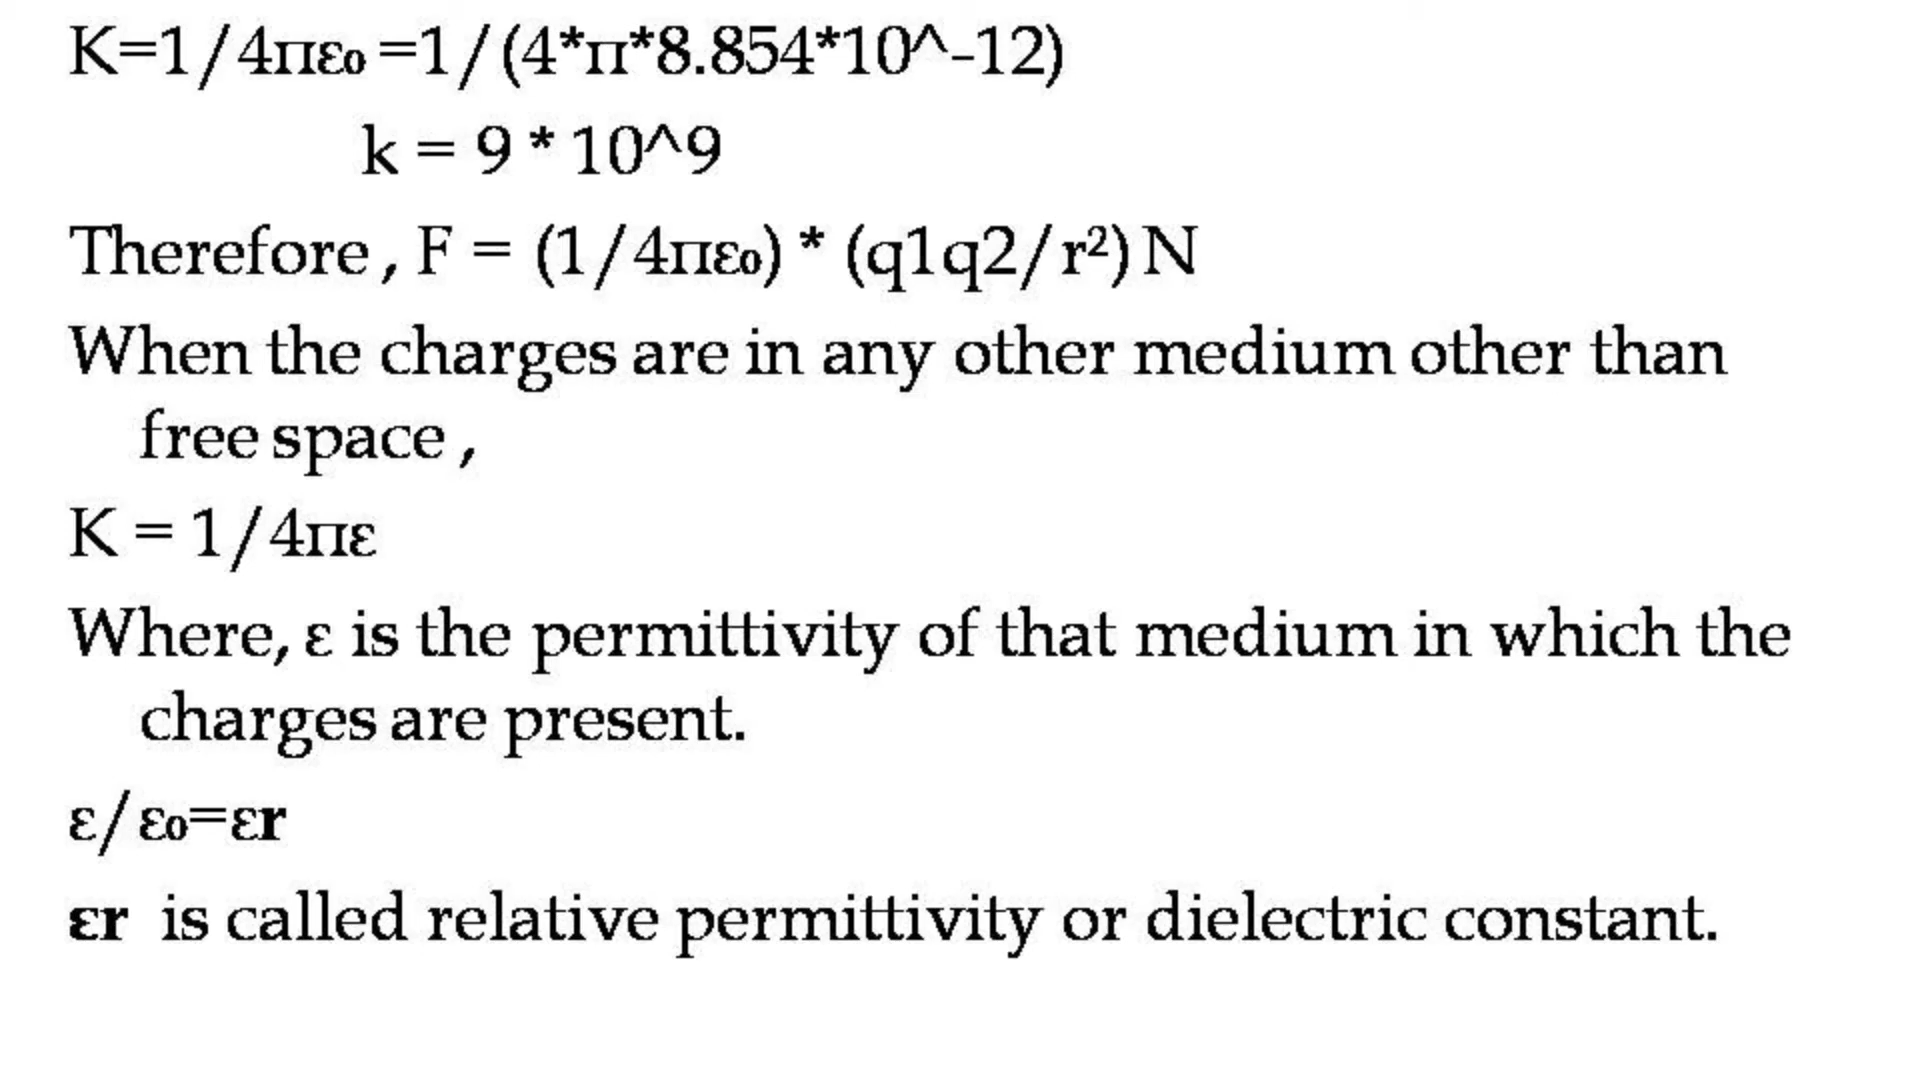 K=1/4πε₀ =1/(4*π*8.854*10^-12)
k = 9 * 10^9
Therefore , F = (1/4πε₀) * (q1q2/r²) N
When the charges are in any other medium other than
free space ,
K = 1/4πε
Where, ε is the permittivity of that medium in which the
charges are present.
ε/ε₀=εr
εr is called relative permittivity or dielectric constant.